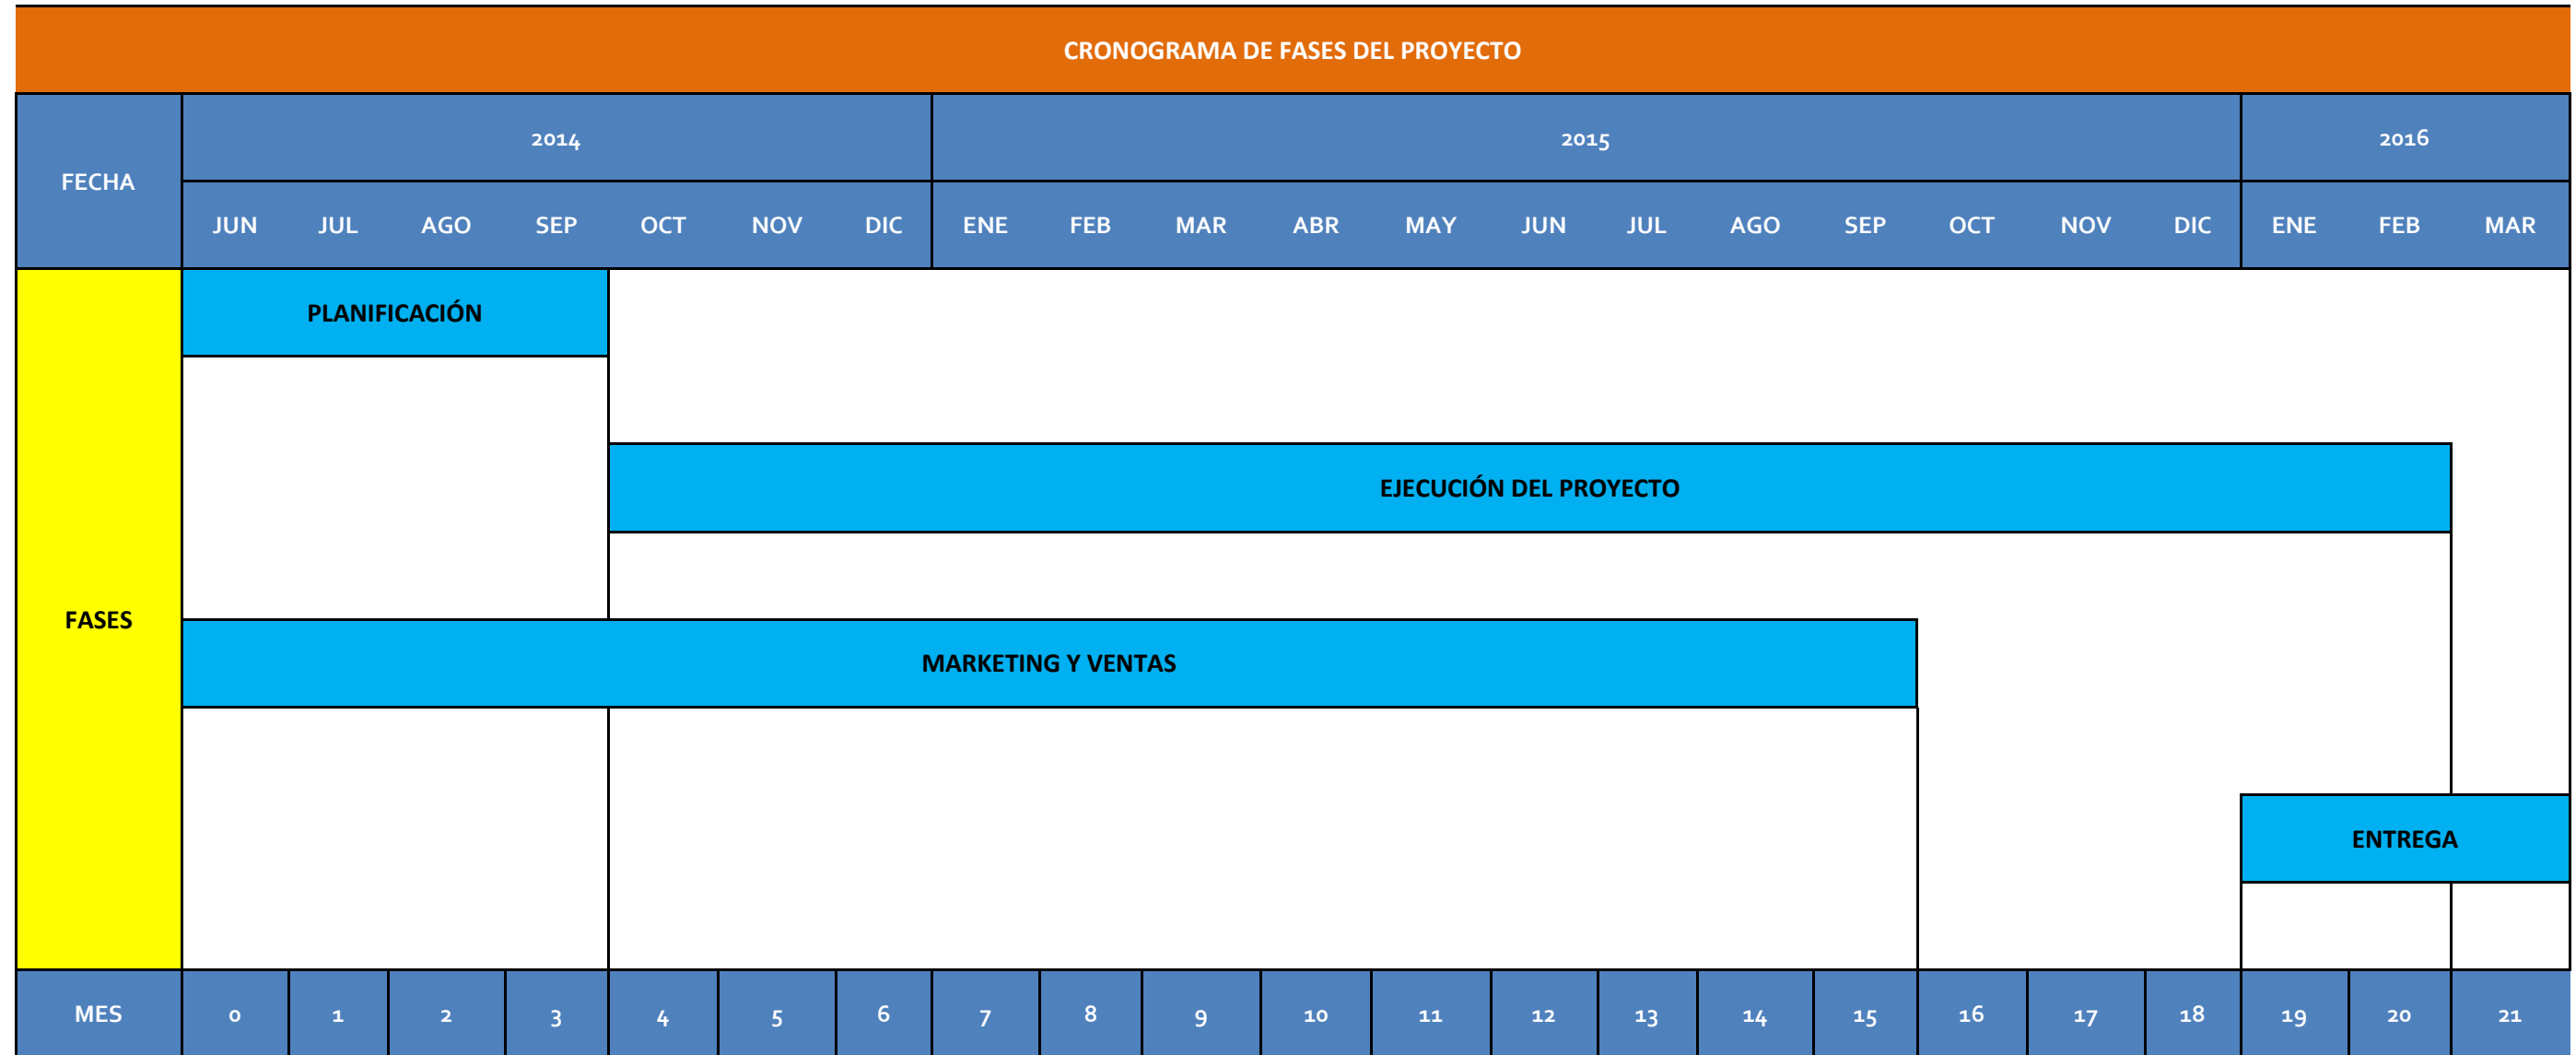 CRONOGRAMA DE FASES DEL PROYECTO
FECHA
2014 2015 2016
JUN JUL AGO SEP OCT NOV DIC ENE FEB MAR ABR MAY JUN JUL AGO SEP OCT NOV DIC ENE FEB MAR
FASES
PLANIFICACIÓN
EJECUCIÓN DEL PROYECTO
MARKETING Y VENTAS
ENTREGA
MES 0 1 2 3 4 5 6 7 8 9 10 11 12 13 14 15 16 17 18 19 20 21